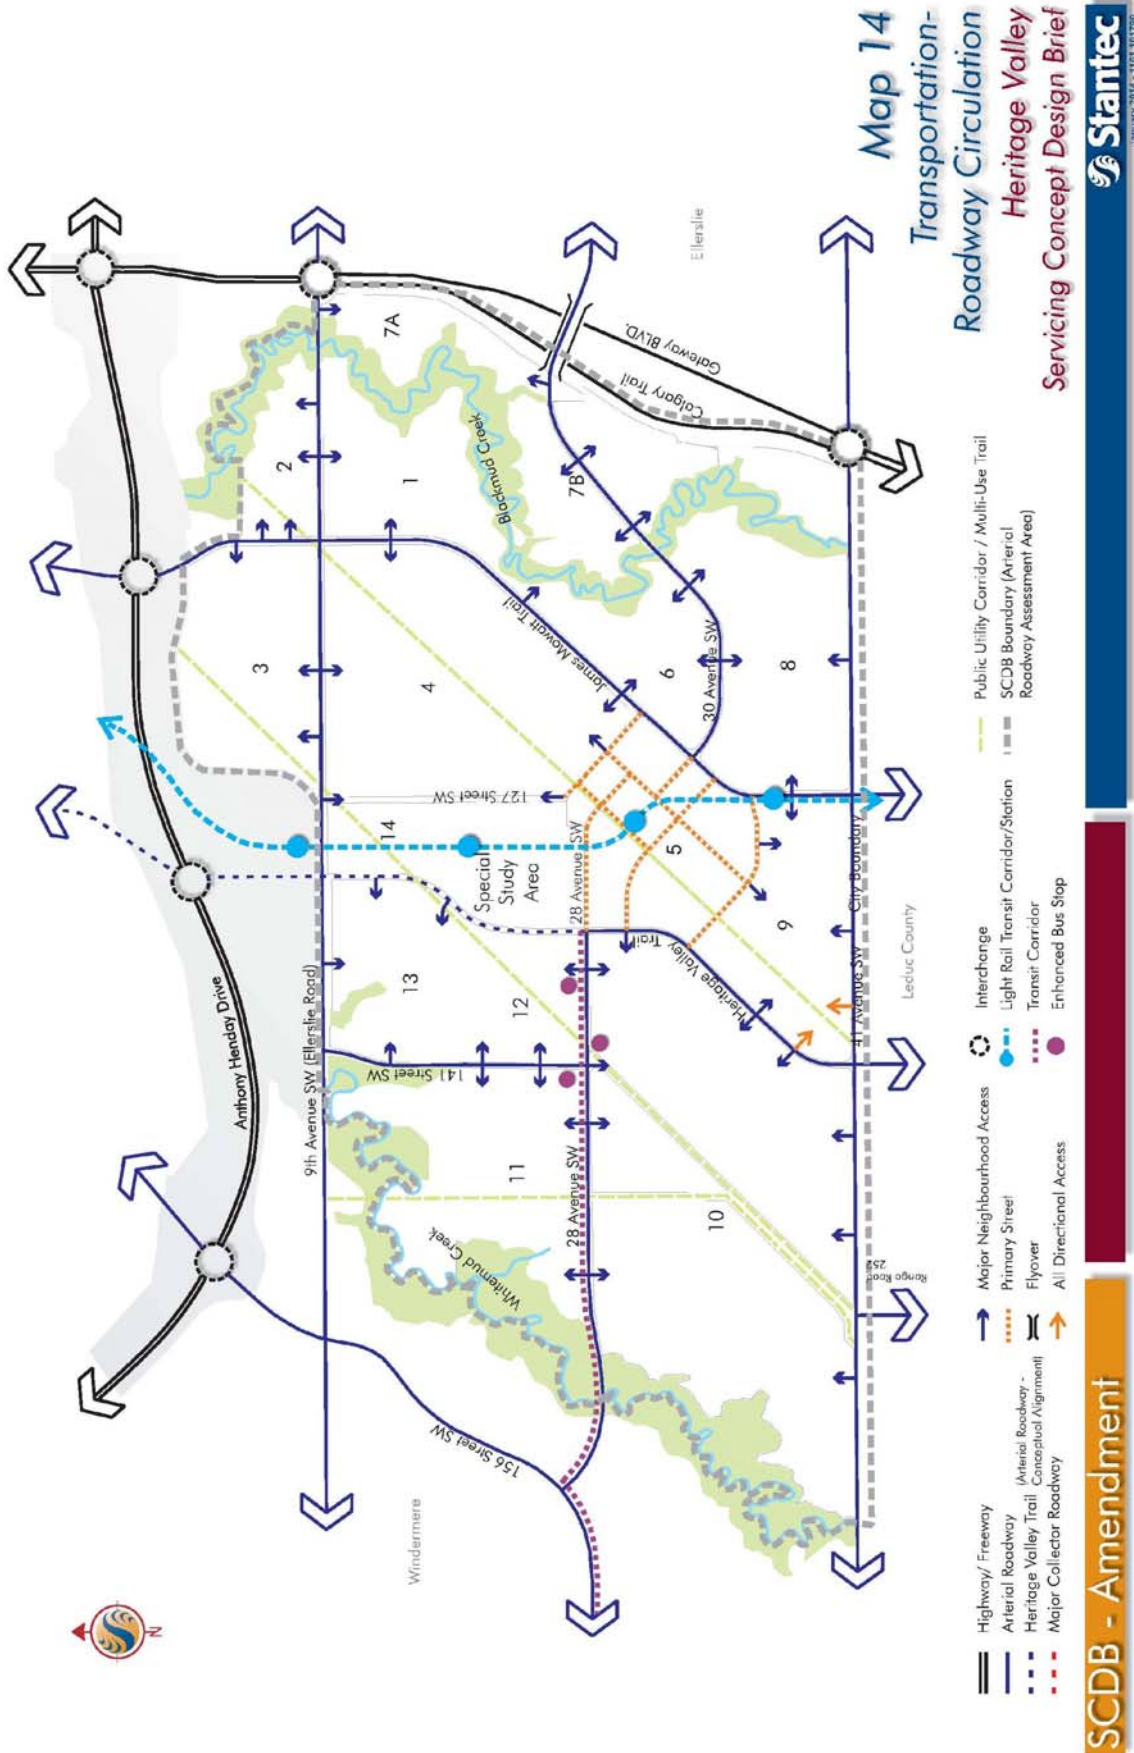 Map 14
Transportation-
Roadway Circulation
Heritage Valley
Servicing Concept Design Brief
Stantec
SCDB - Amendment
N
Anthony Henday Drive
9th Avenue SW (Ellerslie Road)
Windermere
156 Street SW
Whitemud Creek
28 Avenue SW
141 Street SW
13
12
11
10
14
Special
Study
Area
127 Street SW
28 Avenue SW
3
4
2
1
7A
Blackmud Creek
7B
James Mowatt Trail
6
30 Avenue SW
8
5
9
Heritage Valley
Trail
41 Avenue SW
City Boundary
Leduc County
Range Road
252
Calgary Trail
Gateway BLVD.
Ellerslie
Highway/ Freeway
Arterial Roadway
Heritage Valley Trail (Arterial Roadway -
Conceptual Alignment)
Major Collector Roadway
Major Neighbourhood Access
Primary Street
Flyover
All Directional Access
Interchange
Light Rail Transit Corridor/Station
Transit Corridor
Enhanced Bus Stop
Public Utility Corridor / Multi-Use Trail
SCDB Boundary (Arterial
Roadway Assessment Area)